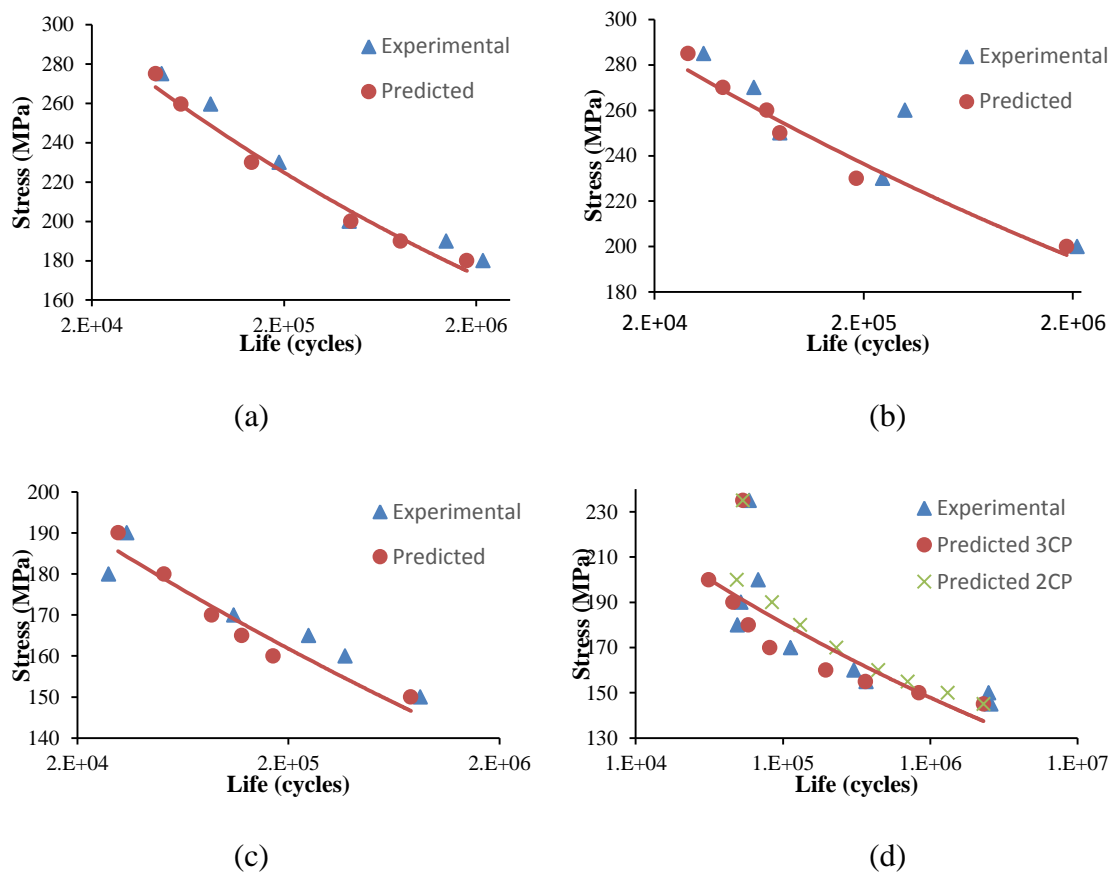 280
300
Experimental
Predicted
260
240
220
200
180
160
Stress (MPa)
2.E+04
2.E+05
2.E+06
Life (cycles)
(a)
300
280
260
240
220
200
180
Experimental
Predicted
Stress (MPa)
2.E+04
2.E+05
2.E+06
Life (cycles)
(b)
200
190
180
170
160
150
140
Experimental
Predicted
Stress (MPa)
2.E+04
2.E+05
2.E+06
Life (cycles)
(c)
230
210
190
170
150
130
Experimental
Predicted 3CP
Predicted 2CP
Stress (MPa)
1.E+04
1.E+05
1.E+06
1.E+07
Life (cycles)
(d)